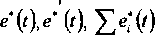 e*(t), e*'(t), ∑ eᵢ*(t)